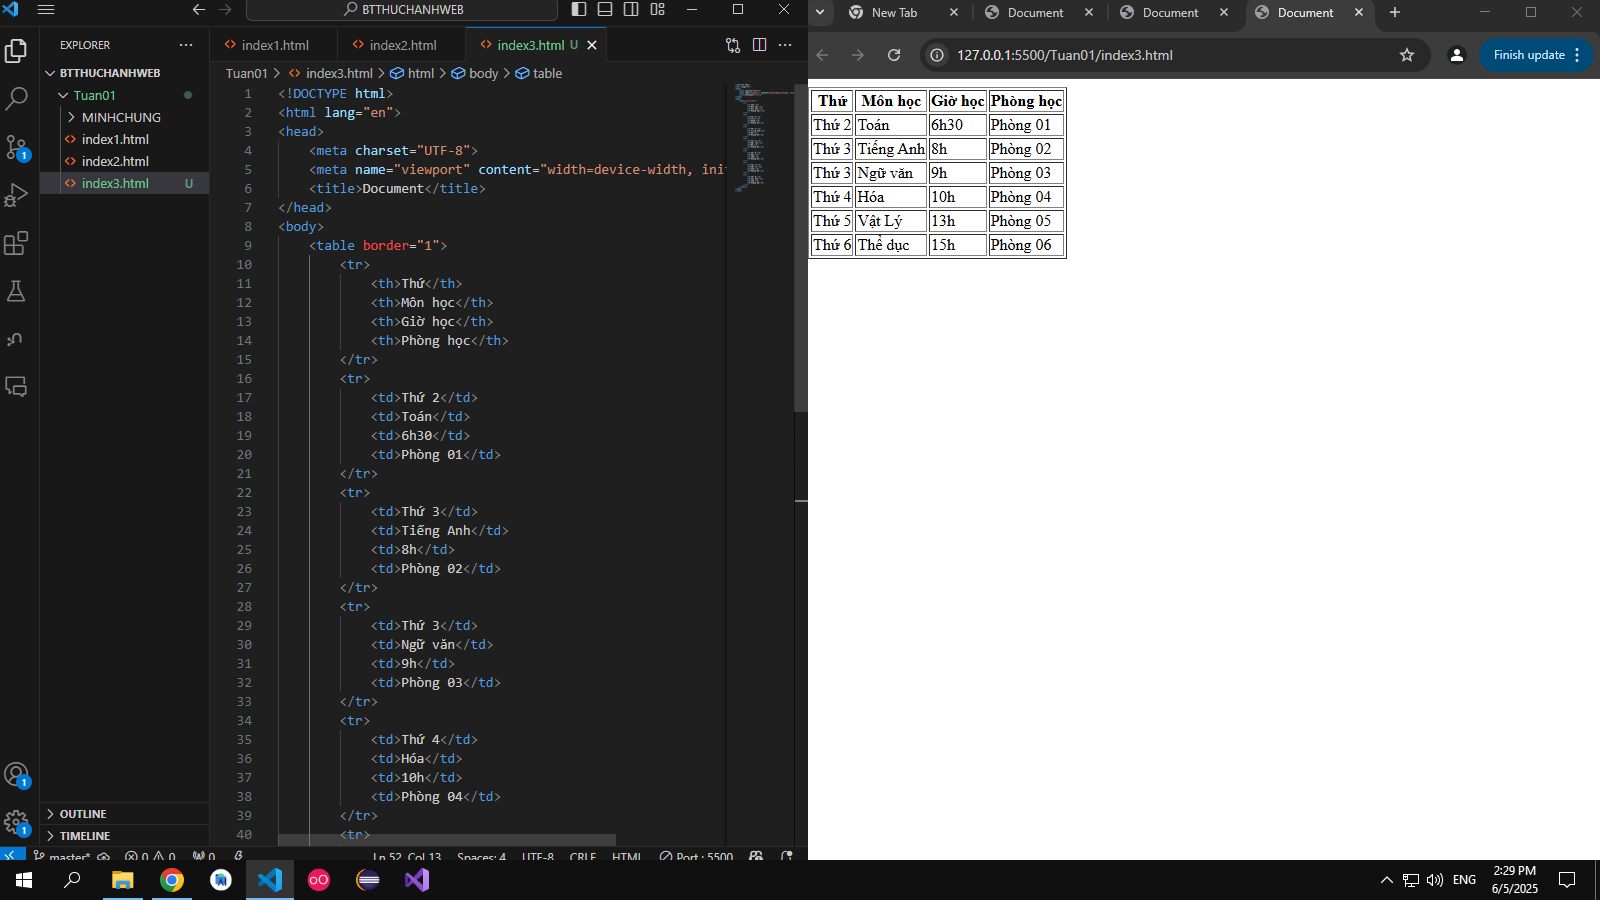 BTTHUCHANHWEB
EXPLORER
BTTHUCHANHWEB
Tuan01
MINHCHUNG
index1.html
index2.html
index3.html U
OUTLINE
TIMELINE
index1.html
index2.html
index3.html U
Tuan01 > index3.html > html > body > table
1 <!DOCTYPE html>
2 <html lang="en">
3 <head>
4 <meta charset="UTF-8">
5 <meta name="viewport" content="width=device-width, init
6 <title>Document</title>
7 </head>
8 <body>
9 <table border="1">
10 <tr>
11 <th>Thứ</th>
12 <th>Môn học</th>
13 <th>Giờ học</th>
14 <th>Phòng học</th>
15 </tr>
16 <tr>
17 <td>Thứ 2</td>
18 <td>Toán</td>
19 <td>6h30</td>
20 <td>Phòng 01</td>
21 </tr>
22 <tr>
23 <td>Thứ 3</td>
24 <td>Tiếng Anh</td>
25 <td>8h</td>
26 <td>Phòng 02</td>
27 </tr>
28 <tr>
29 <td>Thứ 3</td>
30 <td>Ngữ văn</td>
31 <td>9h</td>
32 <td>Phòng 03</td>
33 </tr>
34 <tr>
35 <td>Thứ 4</td>
36 <td>Hóa</td>
37 <td>10h</td>
38 <td>Phòng 04</td>
39 </tr>
40 <tr>
1
1
1
master* 0 0 0 Ln 52, Col 13 Spaces: 4 UTF-8 CRLF HTML Port : 5500
New Tab Document Document Document
127.0.0.1:5500/Tuan01/index3.html
Finish update
Thứ Môn học Giờ học Phòng học
Thứ 2 Toán 6h30 Phòng 01
Thứ 3 Tiếng Anh 8h Phòng 02
Thứ 3 Ngữ văn 9h Phòng 03
Thứ 4 Hóa 10h Phòng 04
Thứ 5 Vật Lý 13h Phòng 05
Thứ 6 Thể dục 15h Phòng 06
ENG
2:29 PM
6/5/2025